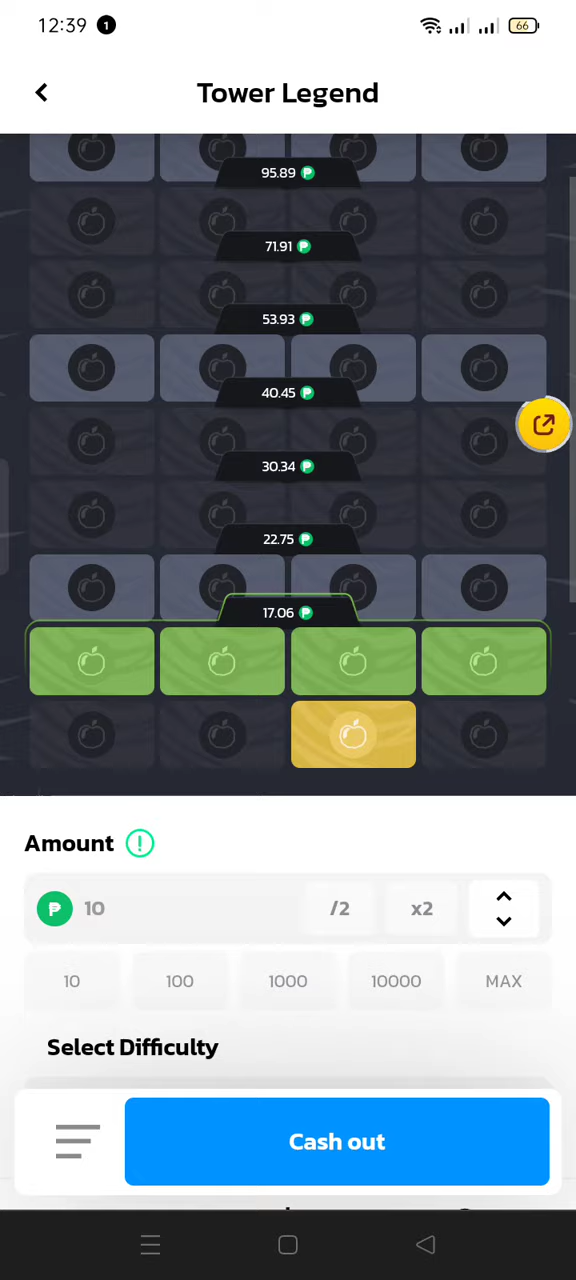 12:39 1 66
Tower Legend
95.89
71.91
53.93
40.45
30.34
22.75
17.06
Amount
10 /2 x2
10 100 1000 10000 MAX
Select Difficulty
Cash out